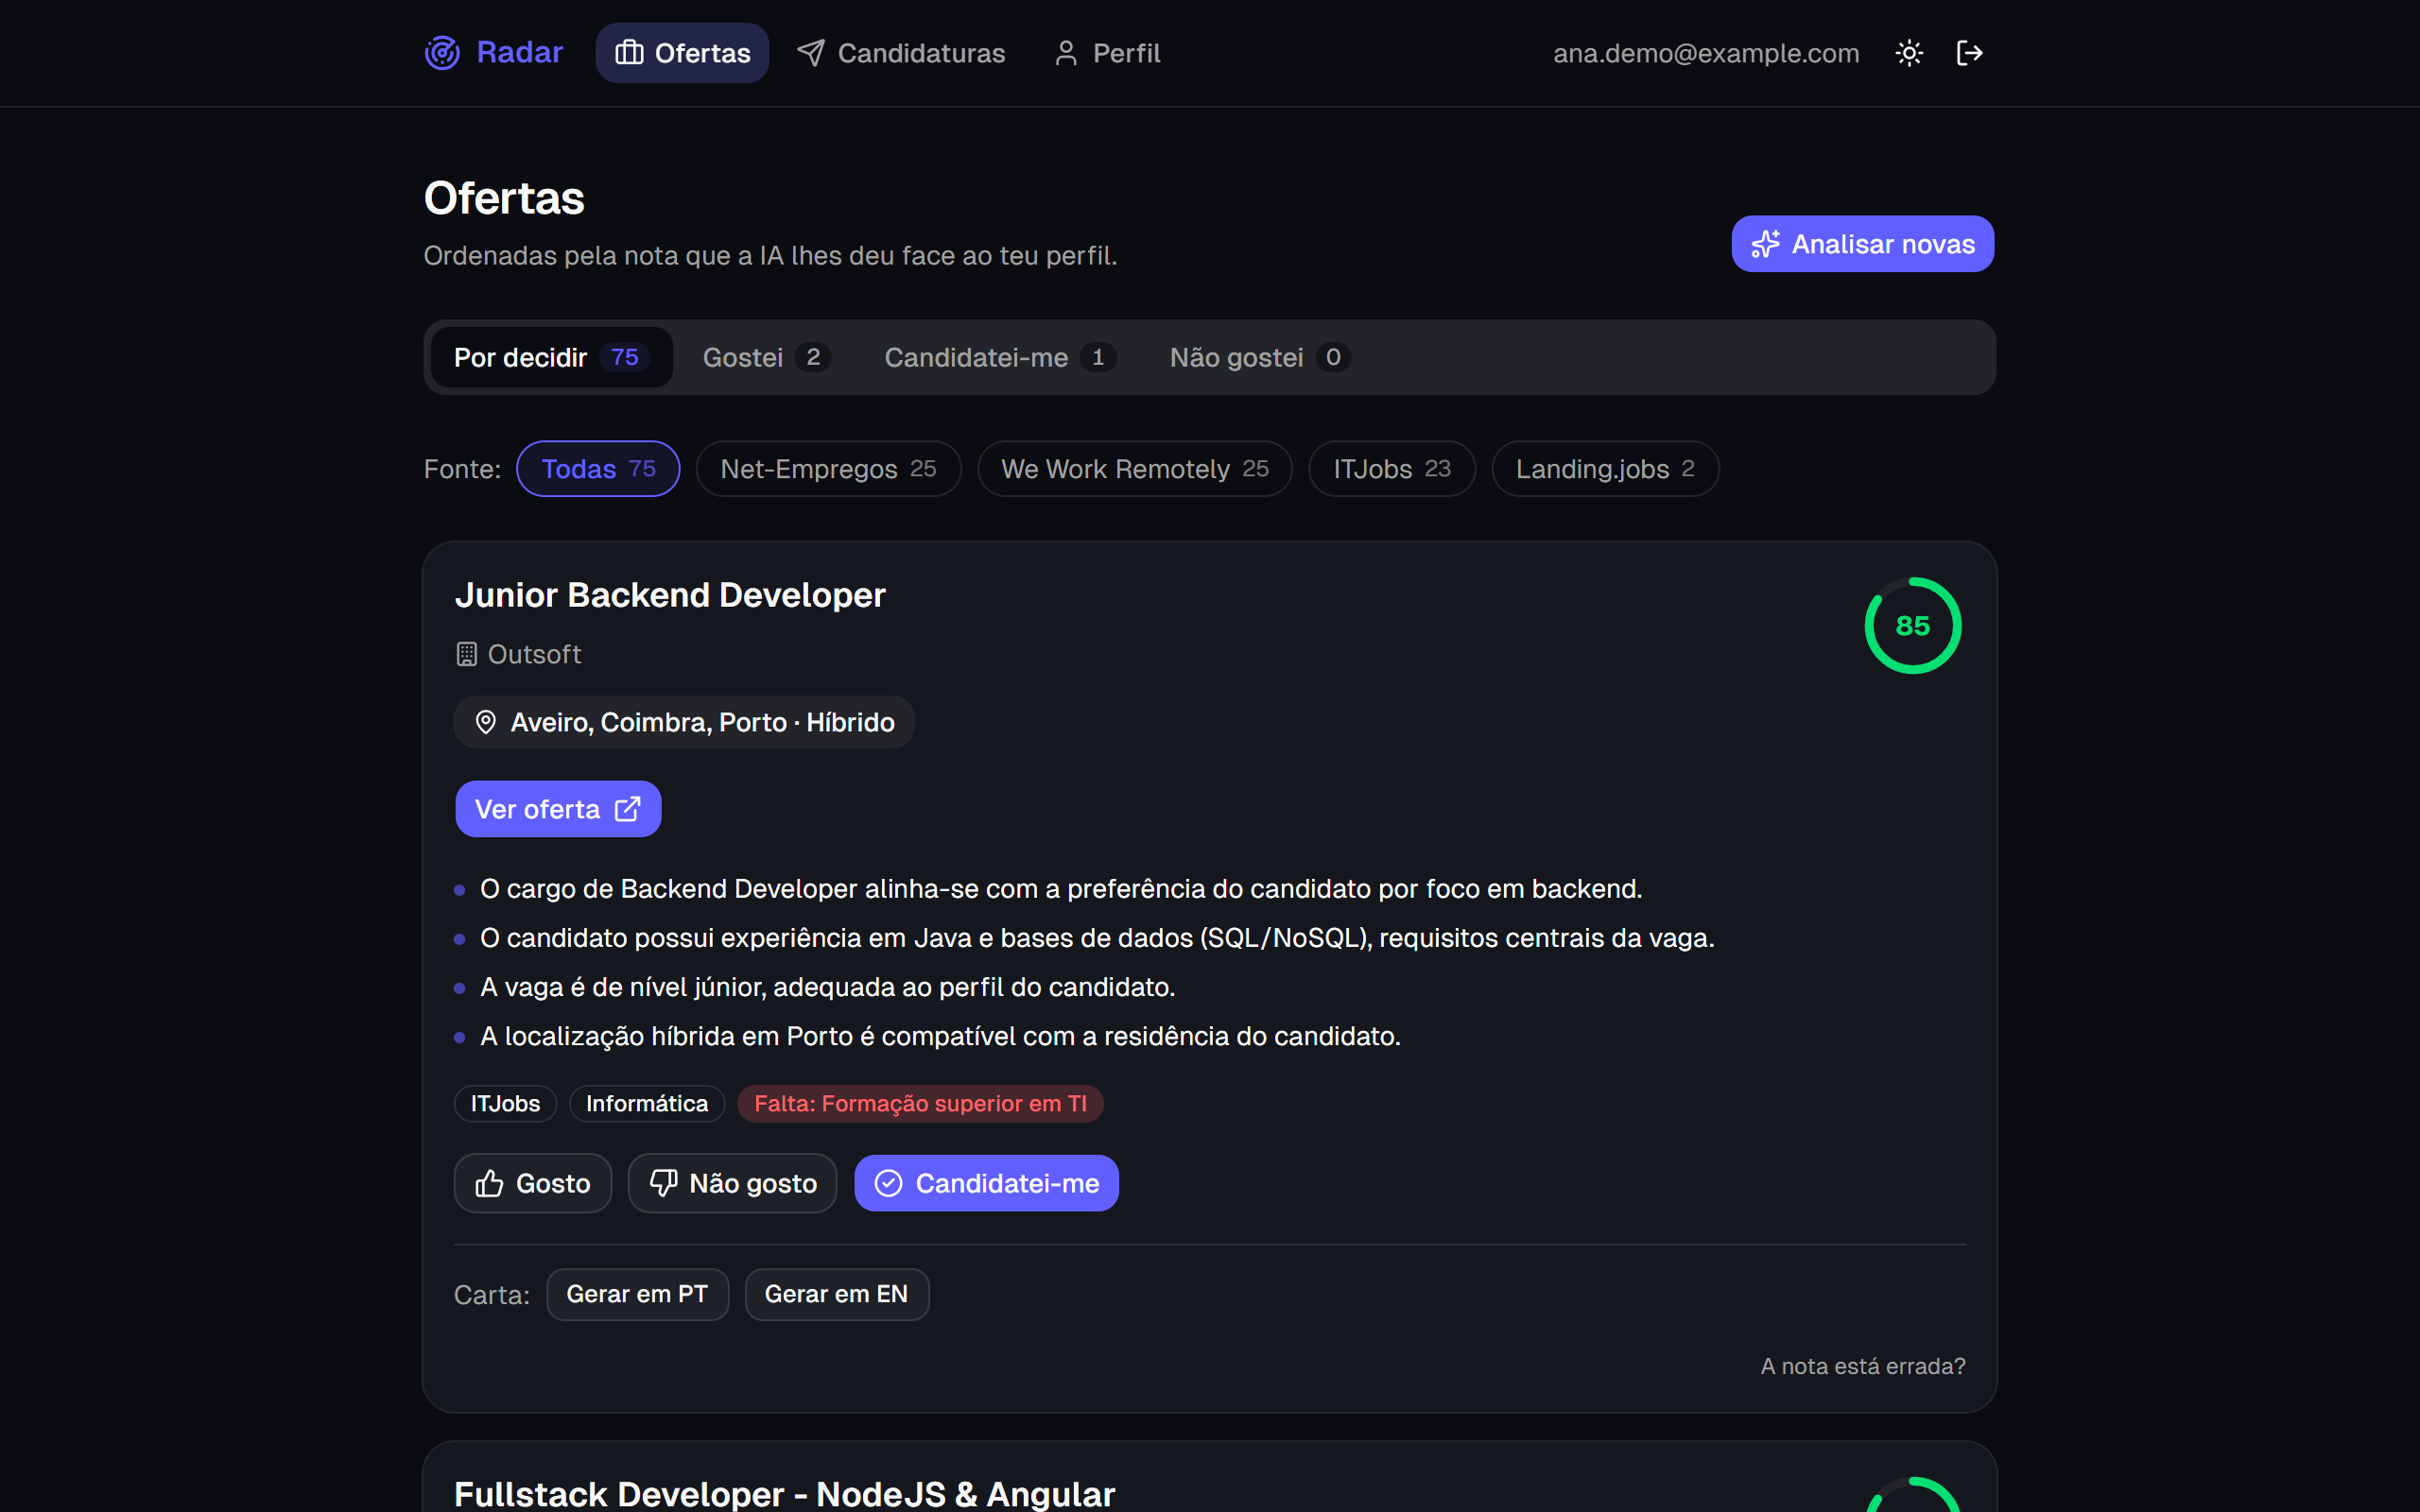 Radar Ofertas Candidaturas Perfil ana.demo@example.com
Ofertas
Ordenadas pela nota que a IA lhes deu face ao teu perfil.
Analisar novas
Por decidir 75 Gostei 2 Candidatei-me 1 Não gostei 0
Fonte: Todas 75 Net-Empregos 25 We Work Remotely 25 ITJobs 23 Landing.jobs 2
Junior Backend Developer
85
Outsoft
Aveiro, Coimbra, Porto · Híbrido
Ver oferta
O cargo de Backend Developer alinha-se com a preferência do candidato por foco em backend.
O candidato possui experiência em Java e bases de dados (SQL/NoSQL), requisitos centrais da vaga.
A vaga é de nível júnior, adequada ao perfil do candidato.
A localização híbrida em Porto é compatível com a residência do candidato.
ITJobs Informática Falta: Formação superior em TI
Gosto Não gosto Candidatei-me
Carta: Gerar em PT Gerar em EN
A nota está errada?
Fullstack Developer - NodeJS & Angular